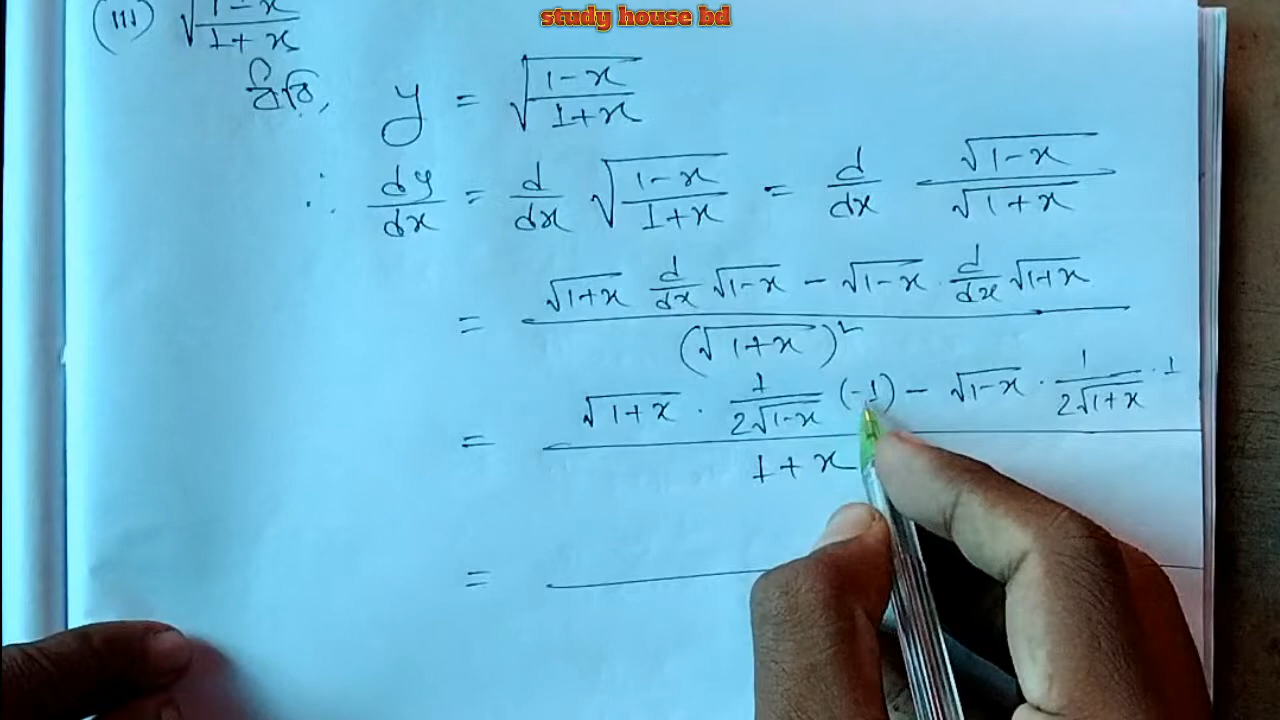 study house bd
(iii) √(1-x)/(1+x)
ধরি, y = √((1-x)/(1+x))
∴ dy/dx = d/dx √((1-x)/(1+x)) = d/dx √(1-x)/√(1+x)
= (√(1+x) d/dx √(1-x) - √(1-x) · d/dx √(1+x))/(√(1+x))²
= (√(1+x) · 1/(2√(1-x)) (-1) - √(1-x) · 1/(2√(1+x)) · 1)/(1+x)
=